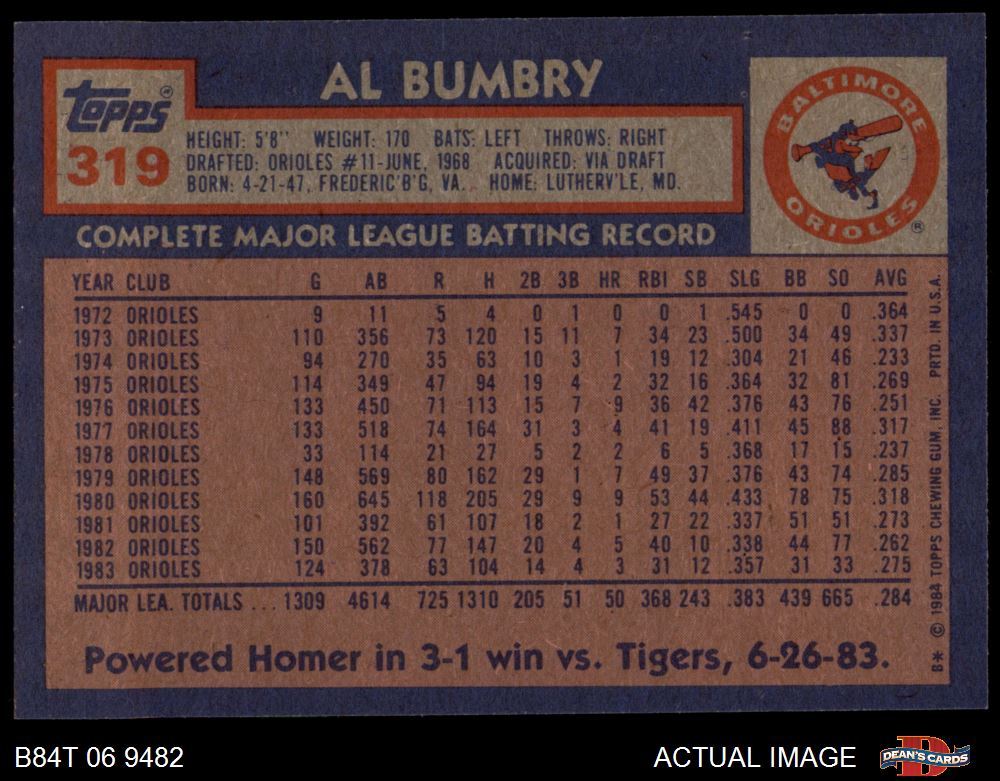 AL BUMBRY
BALTIMORE
ORIOLES ®
Topps ®
319
HEIGHT: 5'8" WEIGHT: 170 BATS: LEFT THROWS: RIGHT
DRAFTED: ORIOLES #11-JUNE, 1968 ACQUIRED: VIA DRAFT
BORN: 4-21-47, FREDERIC'B'G, VA. HOME: LUTHERV'LE, MD.
COMPLETE MAJOR LEAGUE BATTING RECORD
YEAR CLUB G AB R H 2B 3B HR RBI SB SLG BB SO AVG
1972 ORIOLES 9 11 5 4 0 1 0 0 1 .545 0 0 .364
1973 ORIOLES 110 356 73 120 15 11 7 34 23 .500 34 49 .337
1974 ORIOLES 94 270 35 63 10 3 1 19 12 .304 21 46 .233
1975 ORIOLES 114 349 47 94 19 4 2 32 16 .364 32 81 .269
1976 ORIOLES 133 450 71 113 15 7 9 36 42 .376 43 76 .251
1977 ORIOLES 133 518 74 164 31 3 4 41 19 .411 45 88 .317
1978 ORIOLES 33 114 21 27 5 2 2 6 5 .368 17 15 .237
1979 ORIOLES 148 569 80 162 29 1 7 49 37 .376 43 74 .285
1980 ORIOLES 160 645 118 205 29 9 9 53 44 .433 78 75 .318
1981 ORIOLES 101 392 61 107 18 2 1 27 22 .337 51 51 .273
1982 ORIOLES 150 562 77 147 20 4 5 40 10 .338 44 77 .262
1983 ORIOLES 124 378 63 104 14 4 3 31 12 .357 31 33 .275
MAJOR LEA. TOTALS ... 1309 4614 725 1310 205 51 50 368 243 .383 439 665 .284
Powered Homer in 3-1 win vs. Tigers, 6-26-83.
B* © 1984 TOPPS CHEWING GUM, INC. PRTD. IN U.S.A.
B84T 06 9482
ACTUAL IMAGE
DEAN'S CARDS